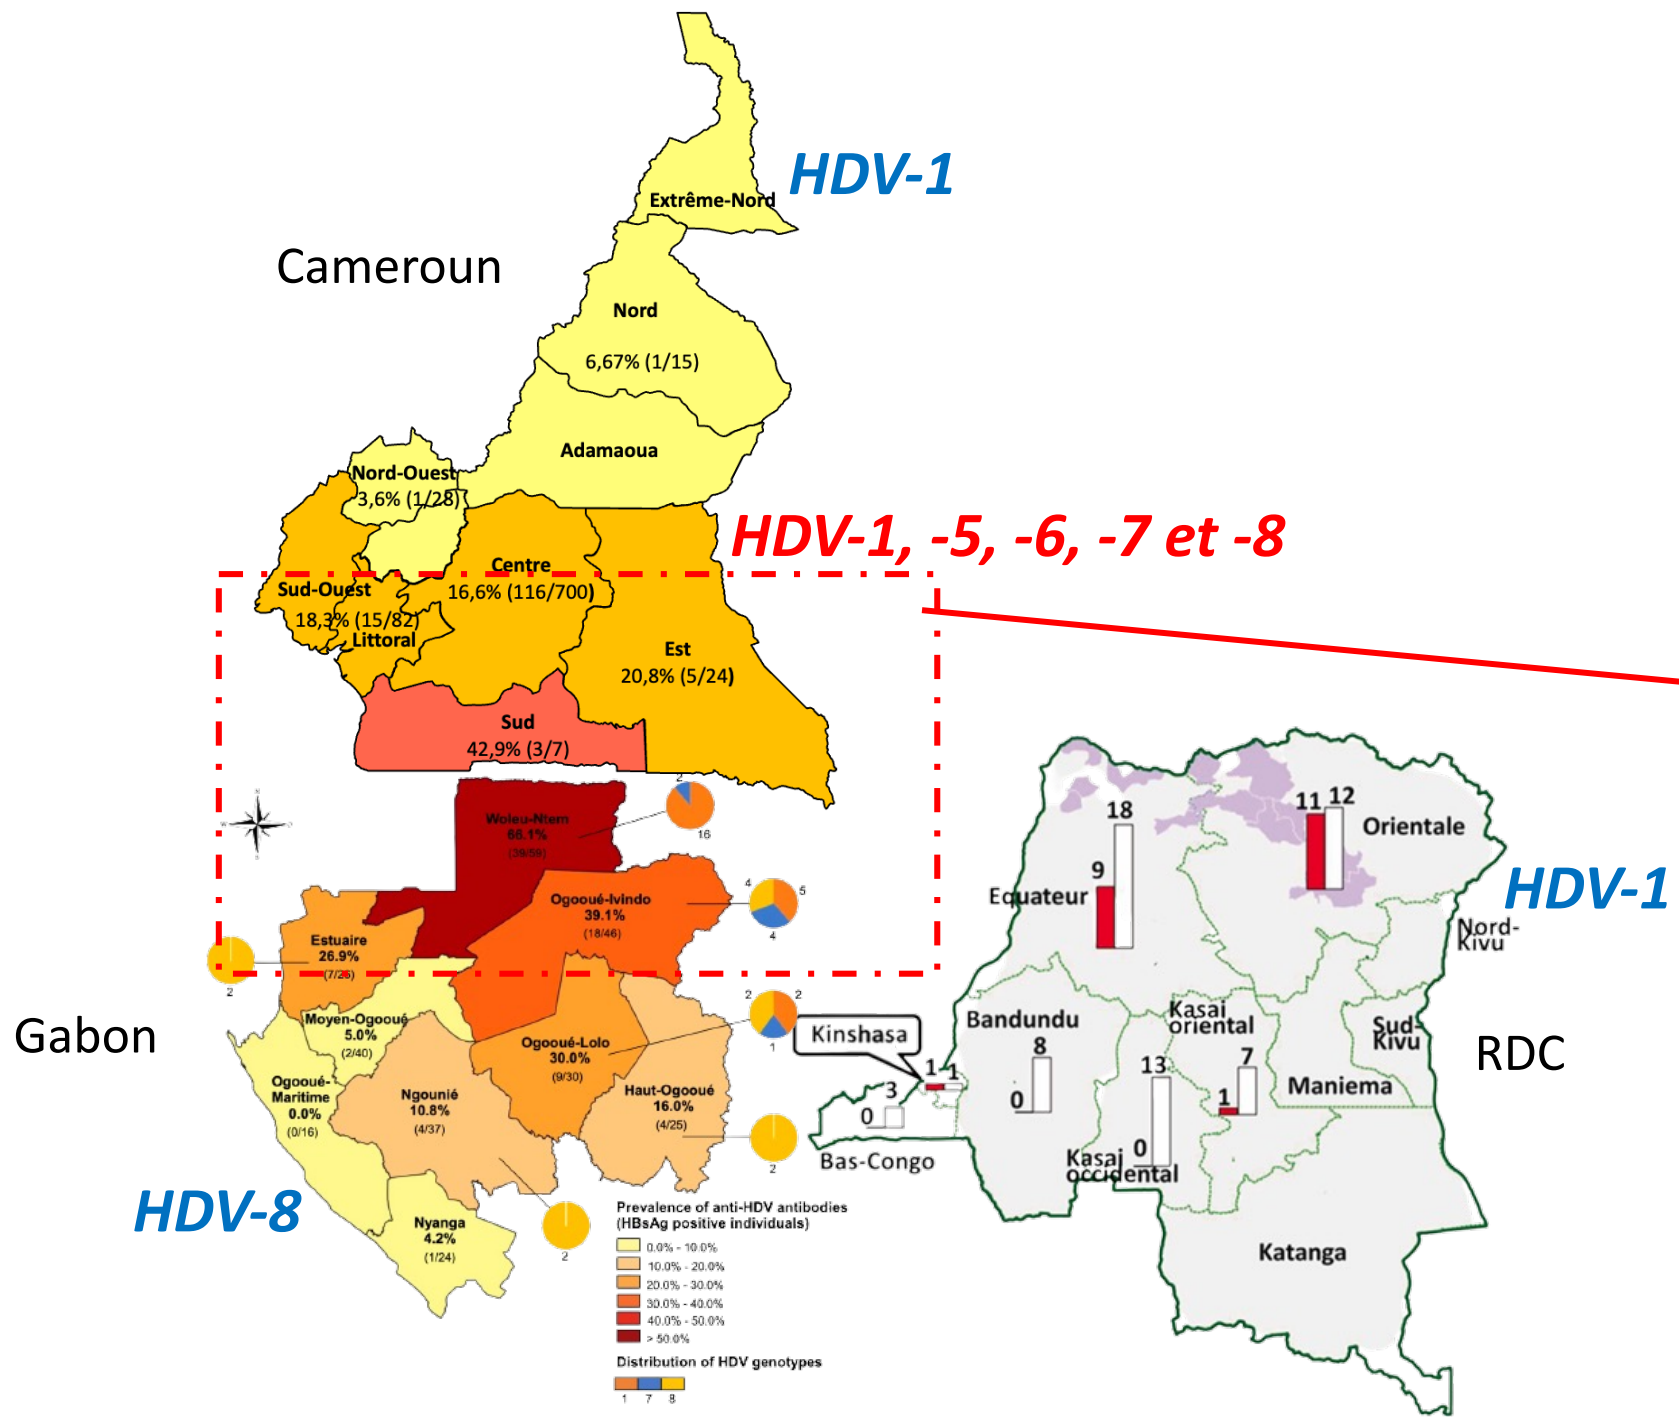 HDV-1
Extrême-Nord
Cameroun
Nord
6,67% (1/15)
Adamaoua
Nord-Ouest
3,6% (1/28)
HDV-1, -5, -6, -7 et -8
Centre
16,6% (116/700)
Sud-Ouest
18,3% (15/82)
Littoral
Est
20,8% (5/24)
Sud
42,9% (3/7)
Woleu-Ntem
66.1%
(39/59)
2
16
Ogooué-Ivindo
39.1%
(18/46)
4
5
4
Estuaire
26.9%
(7/26)
2
Gabon
Moyen-Ogooué
5.0%
(2/40)
Ogooué-Lolo
30.0%
(9/30)
2
2
1
Ogooué-
Maritime
0.0%
(0/16)
Ngounié
10.8%
(4/37)
Haut-Ogooué
16.0%
(4/25)
2
HDV-8
Nyanga
4.2%
(1/24)
2
Prevalence of anti-HDV antibodies
(HBsAg positive individuals)
0.0% - 10.0%
10.0% - 20.0%
20.0% - 30.0%
30.0% - 40.0%
40.0% - 50.0%
> 50.0%
Distribution of HDV genotypes
1 7 8
18
9
Equateur
11 12
Orientale
HDV-1
Nord-
Kivu
Bandundu
8
0
Kasai
oriental
7
1
Sud-
Kivu
RDC
Kinshasa
1 1
3
0
Bas-Congo
13
0
Kasai
occidental
Maniema
Katanga